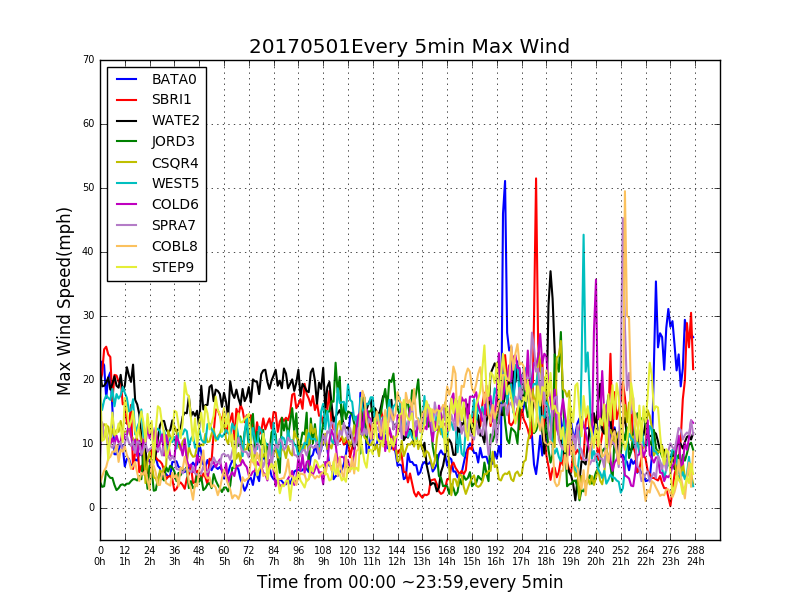 20170501Every 5min Max Wind
70
60
50
40
30
20
10
0
Max Wind Speed(mph)
BATA0
SBRI1
WATE2
JORD3
CSQR4
WEST5
COLD6
SPRA7
COBL8
STEP9
0 12 24 36 48 60 72 84 96 108 120 132 144 156 168 180 192 204 216 228 240 252 264 276 288
0h 1h 2h 3h 4h 5h 6h 7h 8h 9h 10h 11h 12h 13h 14h 15h 16h 17h 18h 19h 20h 21h 22h 23h 24h
Time from 00:00 ~23:59,every 5min